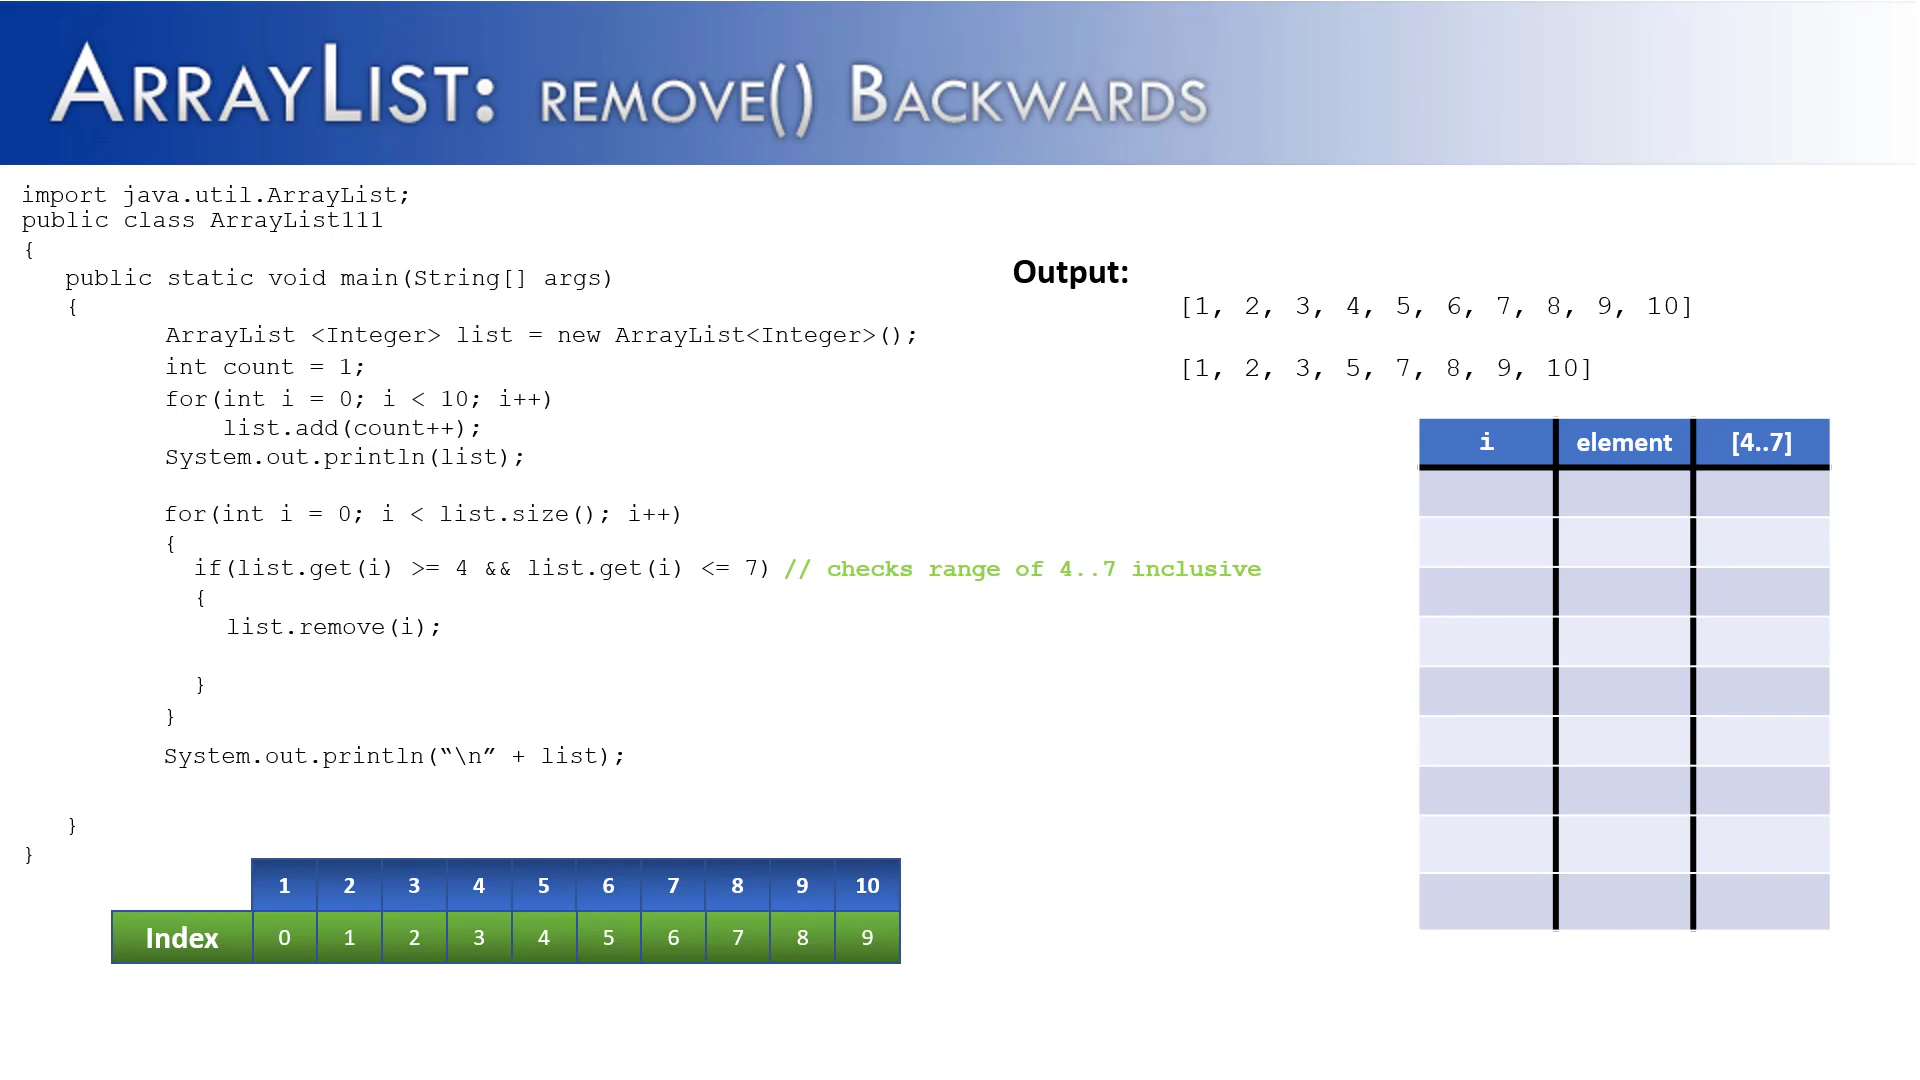 ArrayList: remove() Backwards
import java.util.ArrayList;
public class ArrayList111
{
public static void main(String[] args)
{
ArrayList <Integer> list = new ArrayList<Integer>();
int count = 1;
for(int i = 0; i < 10; i++)
list.add(count++);
System.out.println(list);
for(int i = 0; i < list.size(); i++)
{
if(list.get(i) >= 4 && list.get(i) <= 7) // checks range of 4..7 inclusive
{
list.remove(i);
}
}
System.out.println(“\n” + list);
}
}
Output:
[1, 2, 3, 4, 5, 6, 7, 8, 9, 10]
[1, 2, 3, 5, 7, 8, 9, 10]
i element [4..7]
1 2 3 4 5 6 7 8 9 10
Index 0 1 2 3 4 5 6 7 8 9